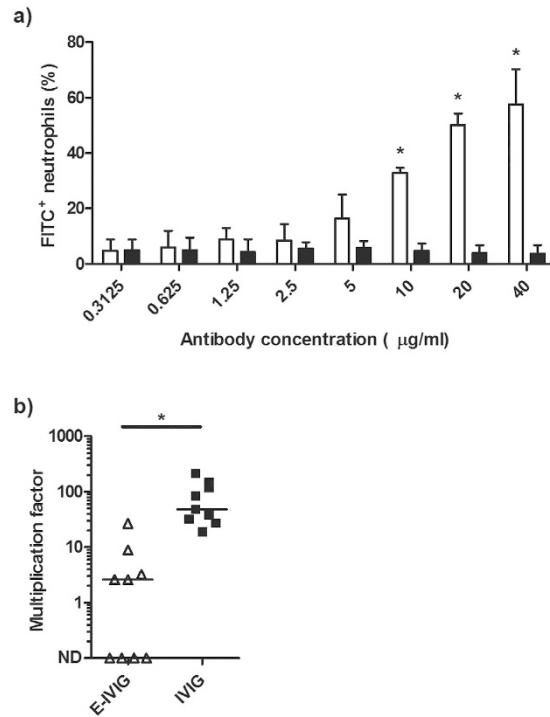 a)
FITC+ neutrophils (%)
80
60
40
20
0
*
*
*
0.3125
0.625
1.25
2.5
5
10
20
40
Antibody concentration ( μg/ml)
b)
Multiplication factor
*
1000
100
10
1
ND
E-IVIG
IVIG